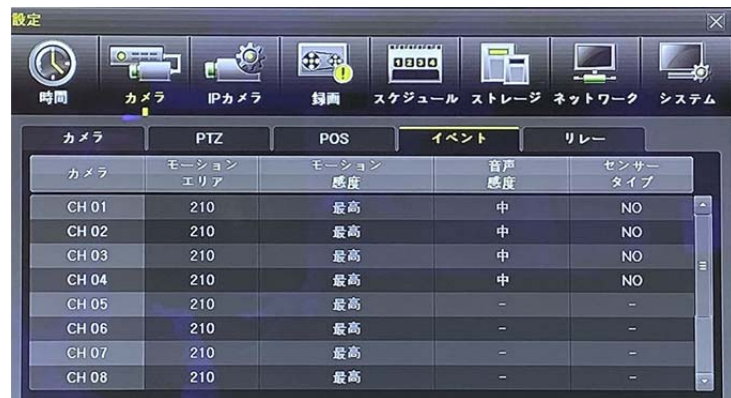 設定
時間 カメラ IPカメラ 録画 スケジュール ストレージ ネットワーク システム
カメラ PTZ POS イベント リレー
カメラ モーションエリア モーション感度 音声感度 センサータイプ
CH 01 210 最高 中 NO
CH 02 210 最高 中 NO
CH 03 210 最高 中 NO
CH 04 210 最高 中 NO
CH 05 210 最高 - -
CH 06 210 最高 - -
CH 07 210 最高 - -
CH 08 210 最高 - -